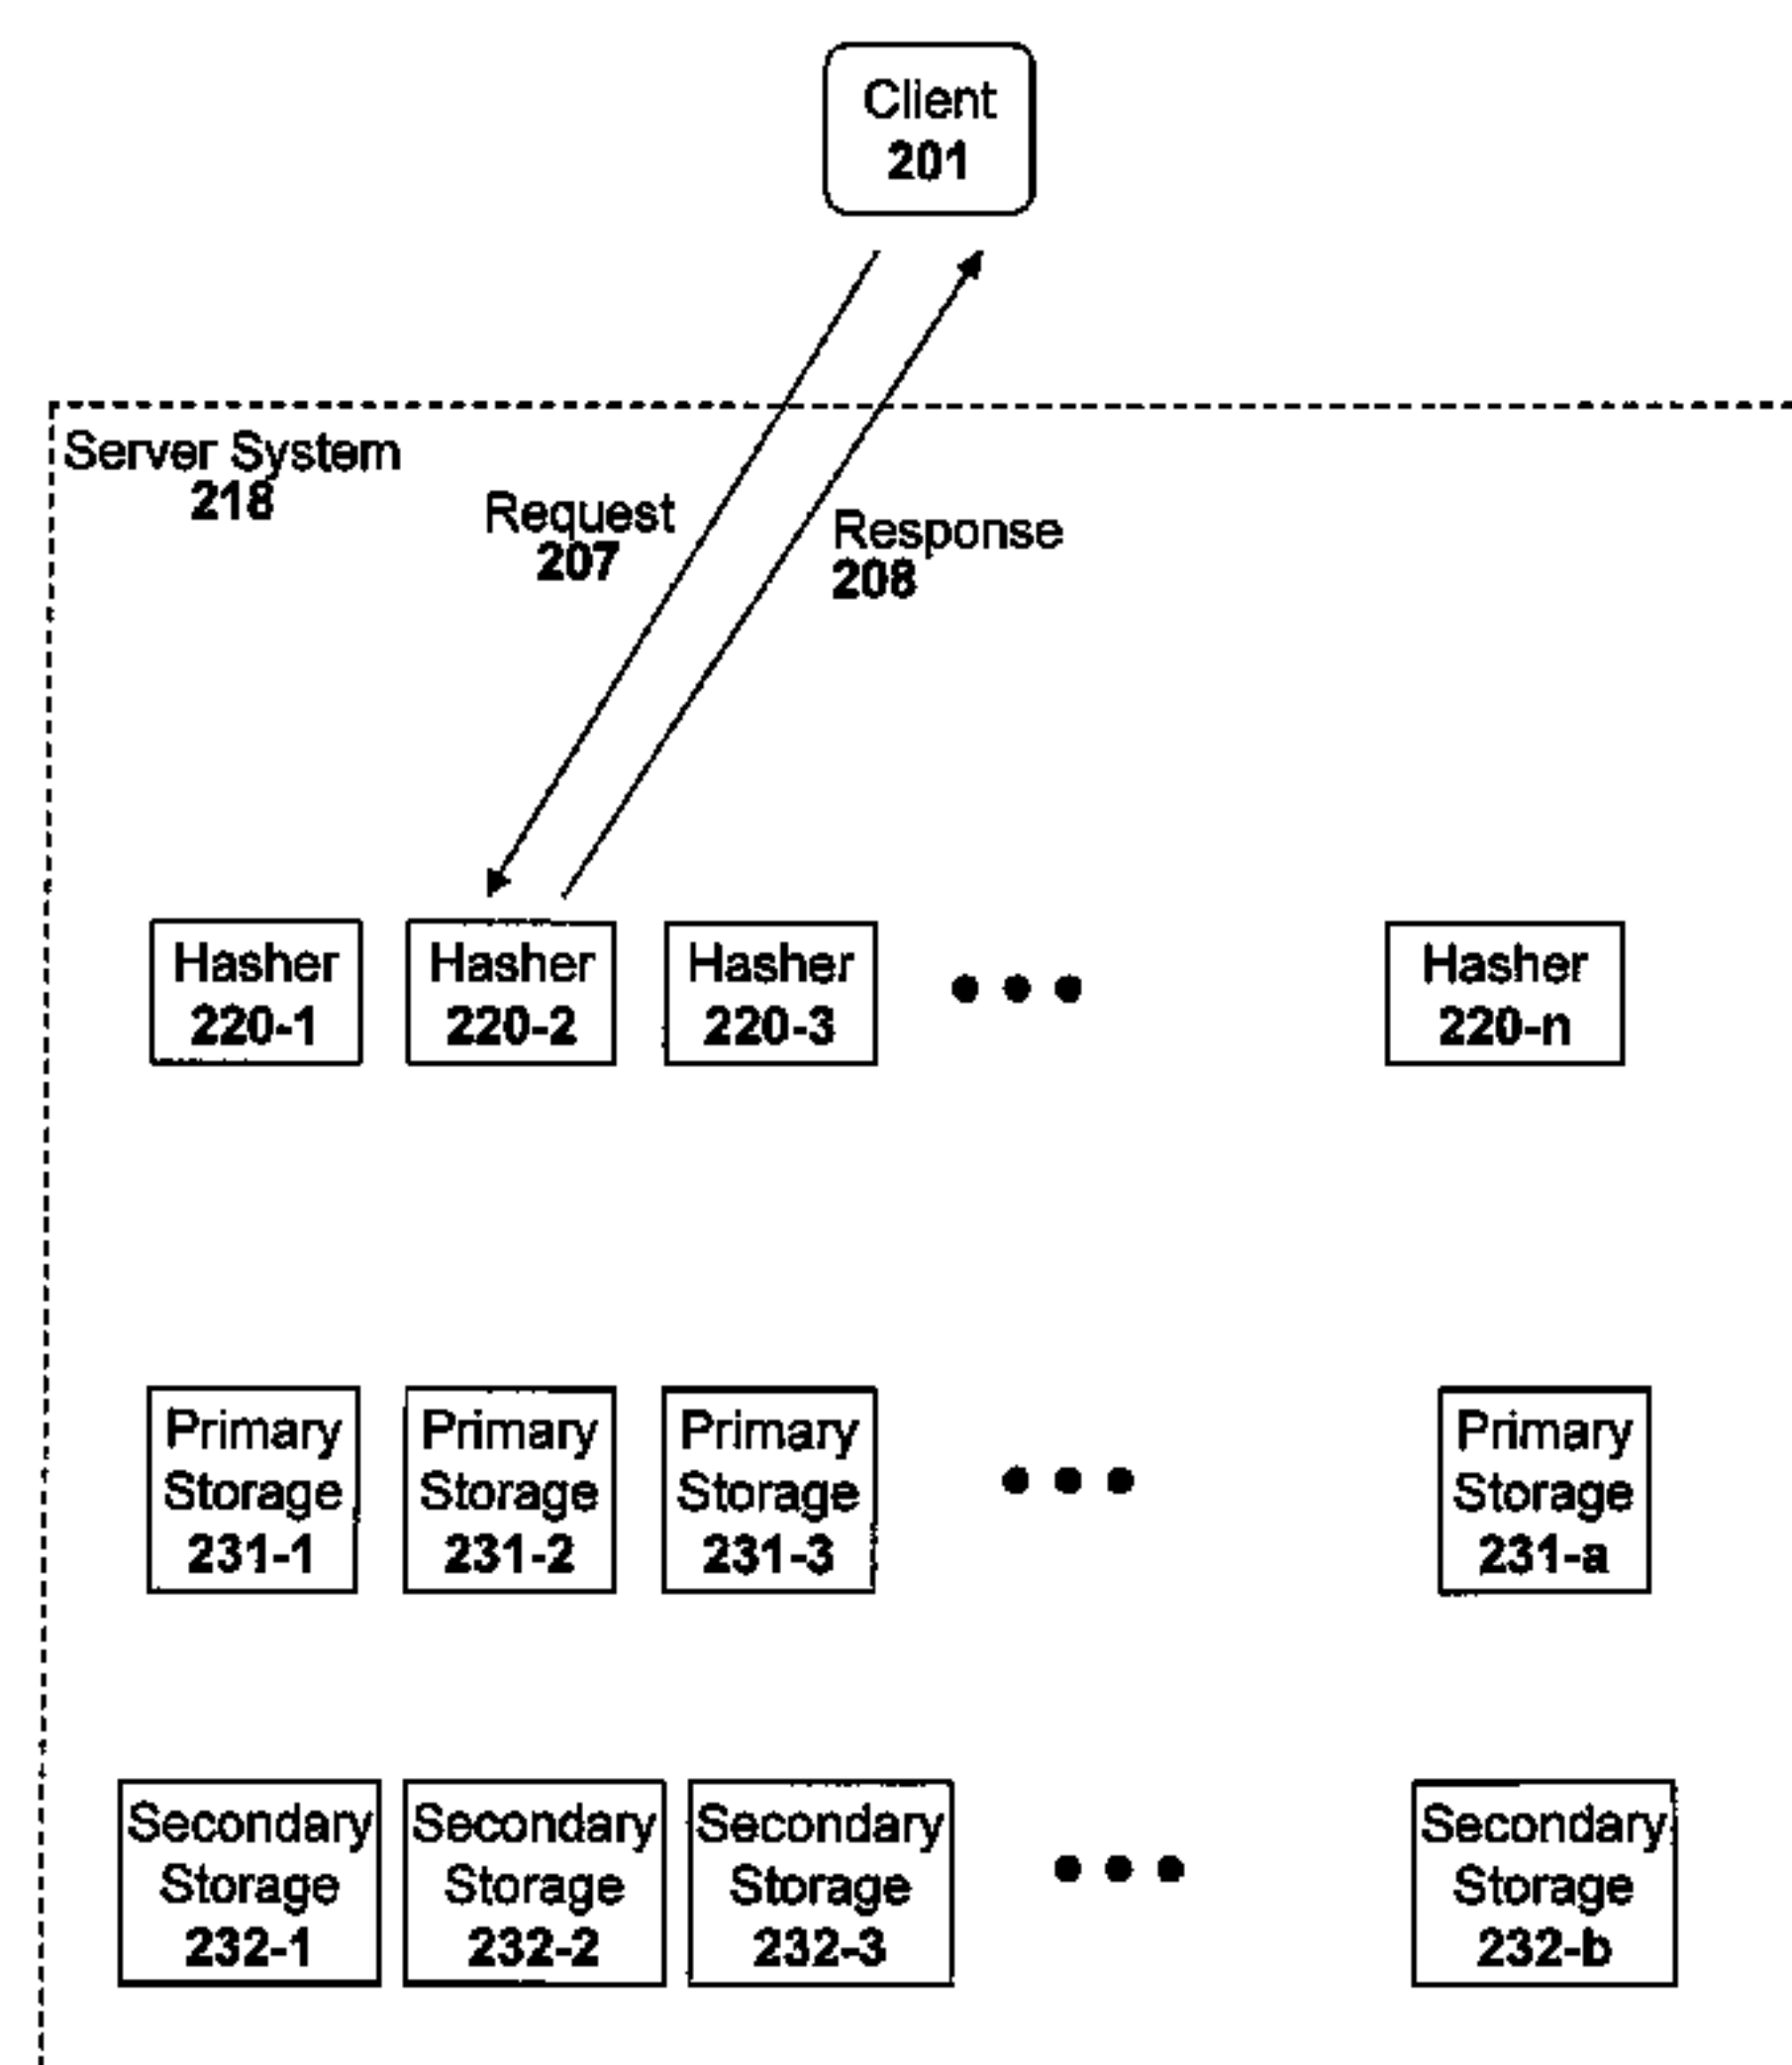 Client
201
Server System
218
Request
207
Response
208
Hasher
220-1
Hasher
220-2
Hasher
220-3
Hasher
220-n
Primary
Storage
231-1
Primary
Storage
231-2
Primary
Storage
231-3
Primary
Storage
231-a
Secondary
Storage
232-1
Secondary
Storage
232-2
Secondary
Storage
232-3
Secondary
Storage
232-b